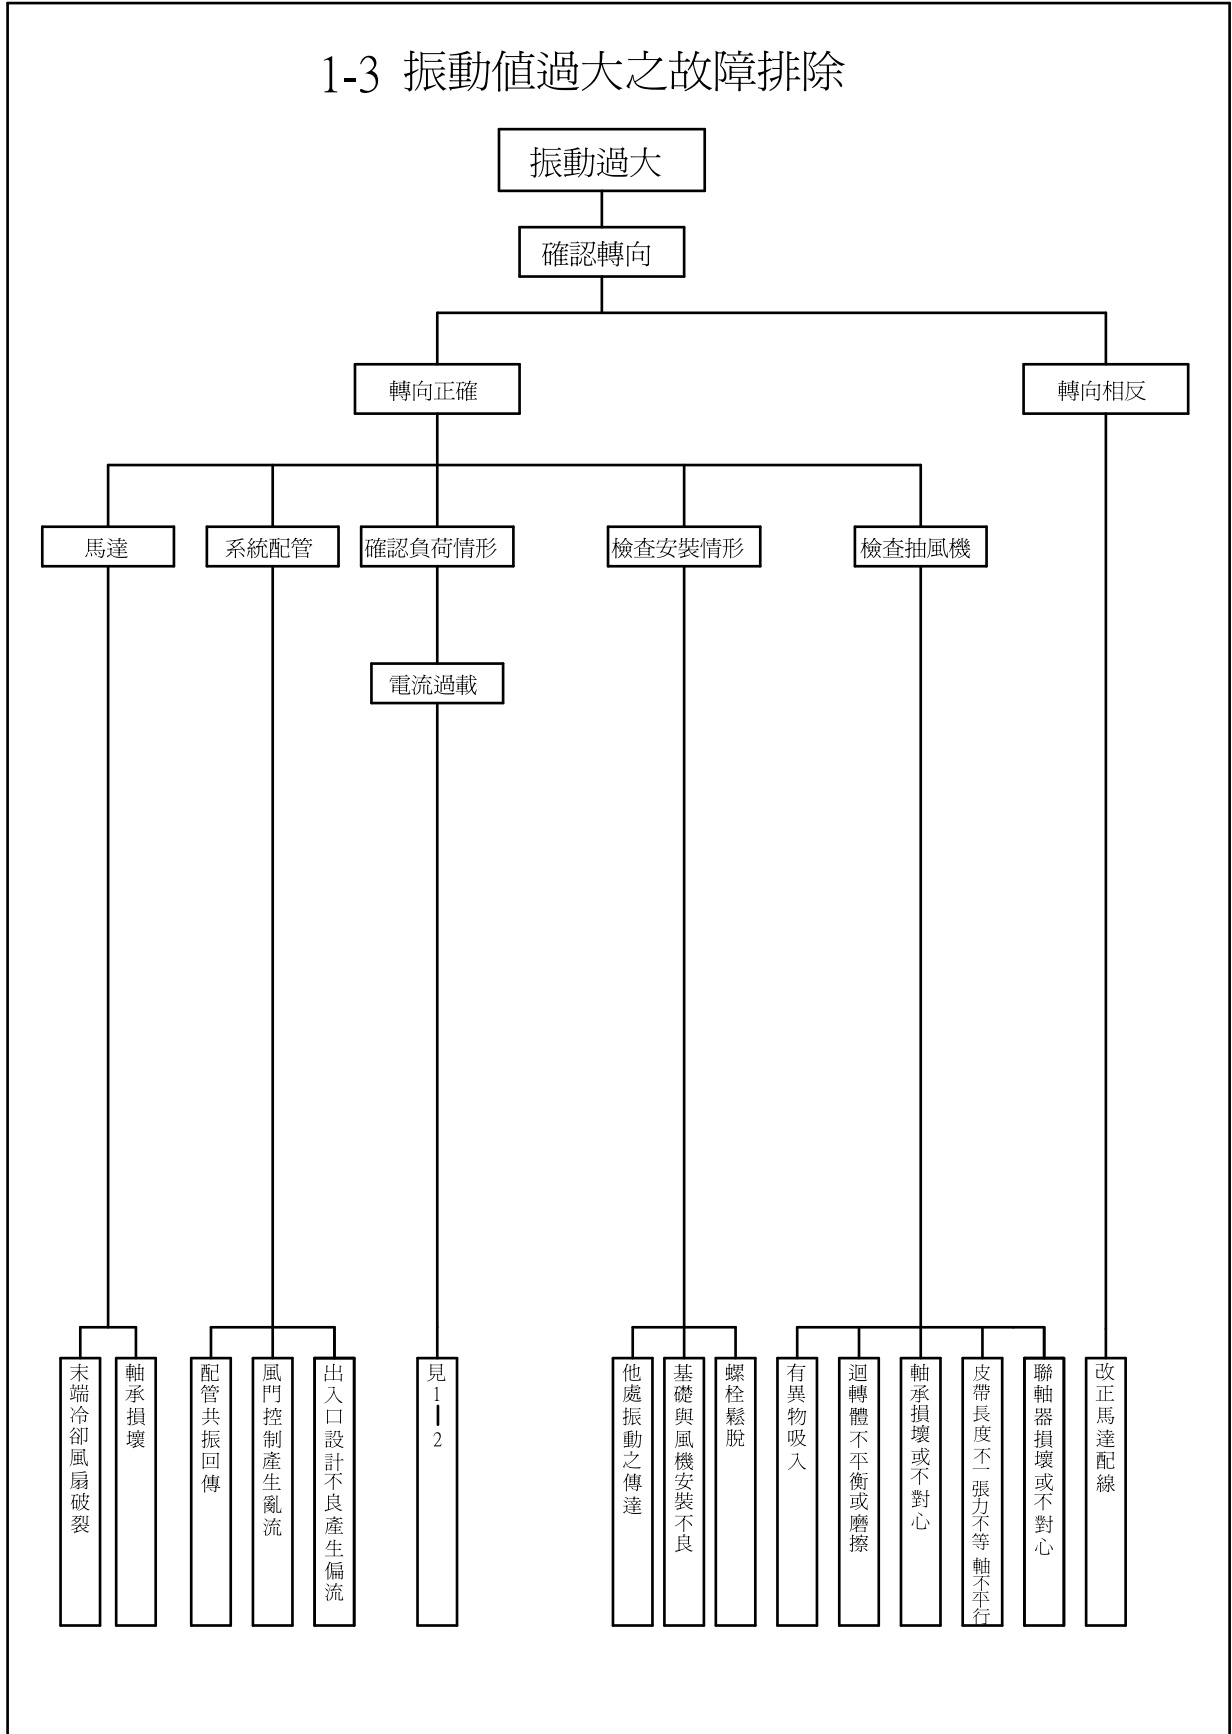 1-3 振動値過大之故障排除
振動過大
確認轉向
轉向正確
轉向相反
馬達
系統配管
確認負荷情形
檢查安裝情形
檢查抽風機
電流過載
末端冷卻風扇破裂
軸承損壞
配管共振回傳
風門控制產生亂流
出入口設計不良產生偏流
見1-2
他處振動之傳達
基礎與風機安裝不良
螺栓鬆脫
有異物吸入
迴轉體不平衡或磨擦
軸承損壞或不對心
皮帶長度不一 張力不等 軸不平行
聯軸器損壞或不對心
改正馬達配線